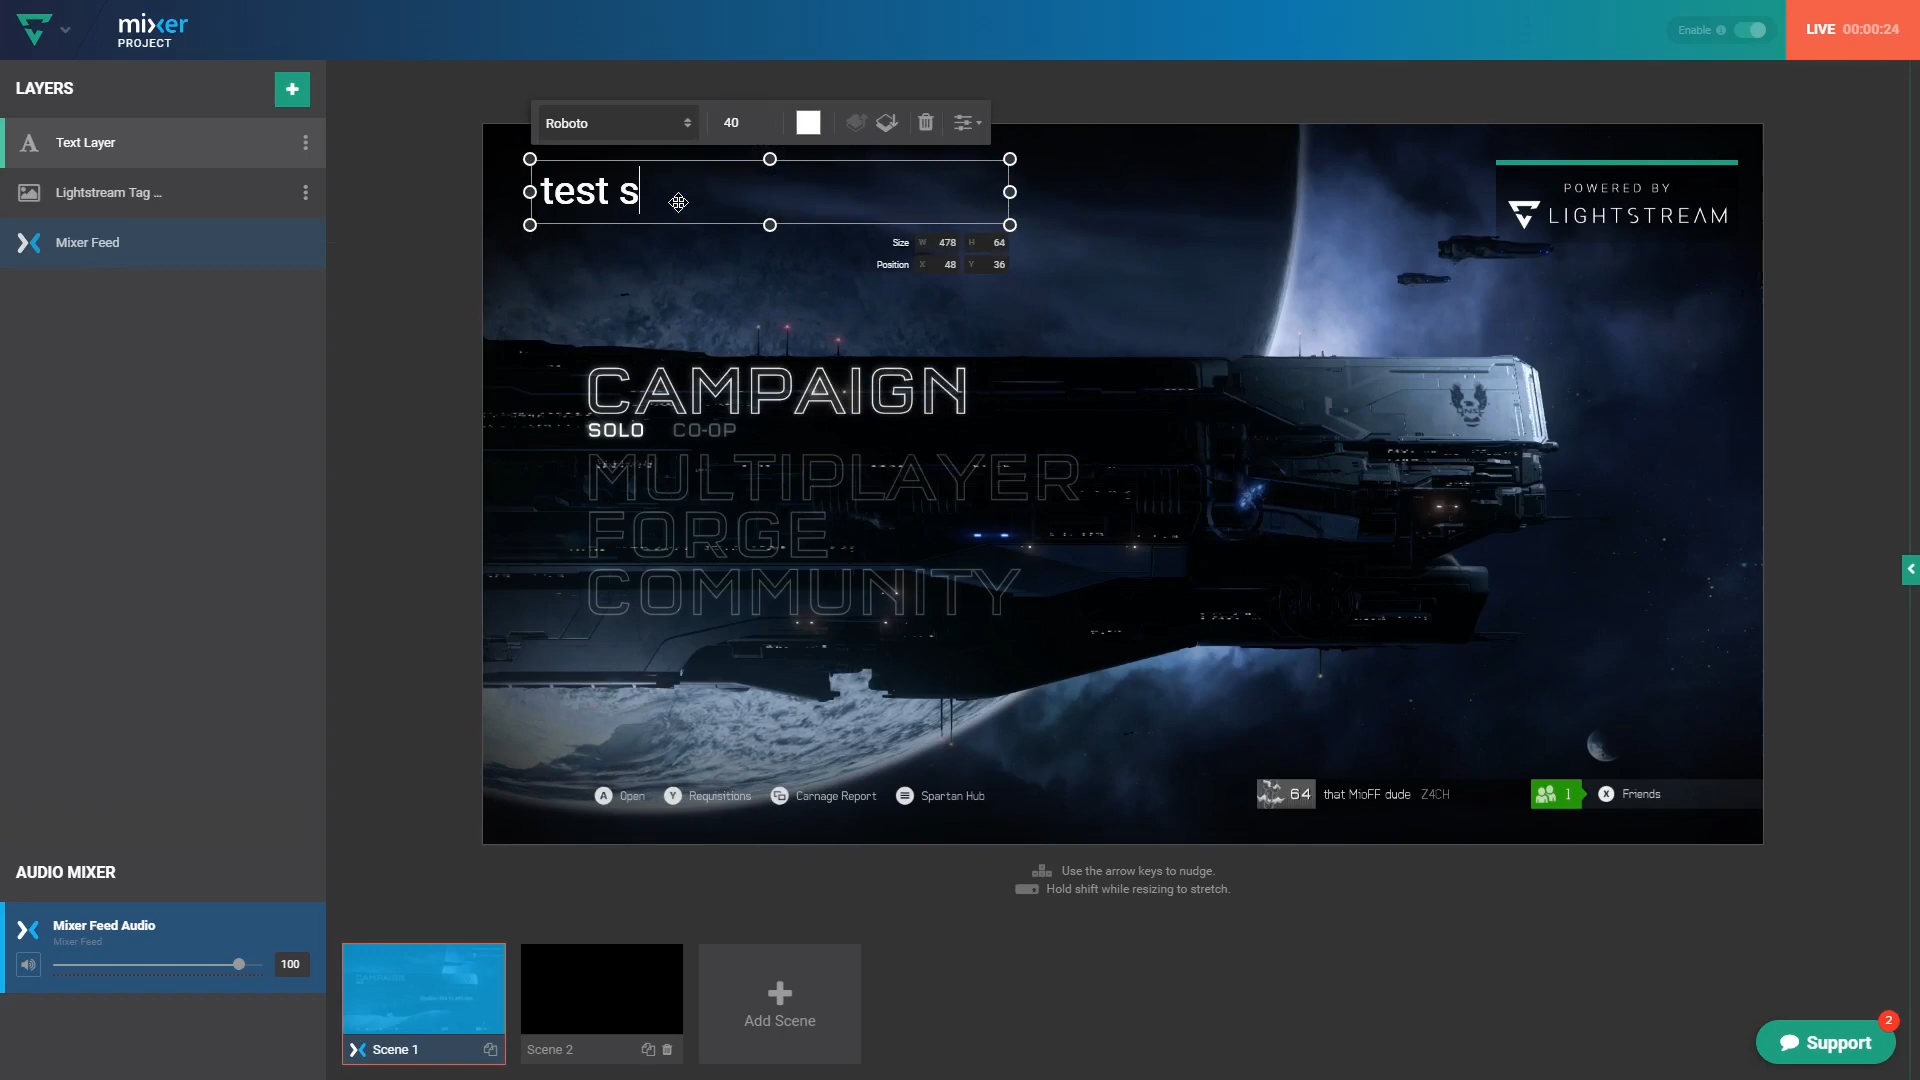 mixer
PROJECT
Enable
LIVE 00:00:24
LAYERS
Text Layer
Lightstream Tag ...
Mixer Feed
Roboto
40
test s
Size W 478 H 64
Position X 48 Y 36
POWERED BY
LIGHTSTREAM
CAMPAIGN
SOLO CO-OP
MULTIPLAYER
FORGE
COMMUNITY
A Open Y Requisitions Carnage Report Spartan Hub
64 that MioFF dude Z4CH
1 X Friends
Use the arrow keys to nudge.
Hold shift while resizing to stretch.
AUDIO MIXER
Mixer Feed Audio
Mixer Feed
100
Scene 1
Scene 2
Add Scene
2
Support